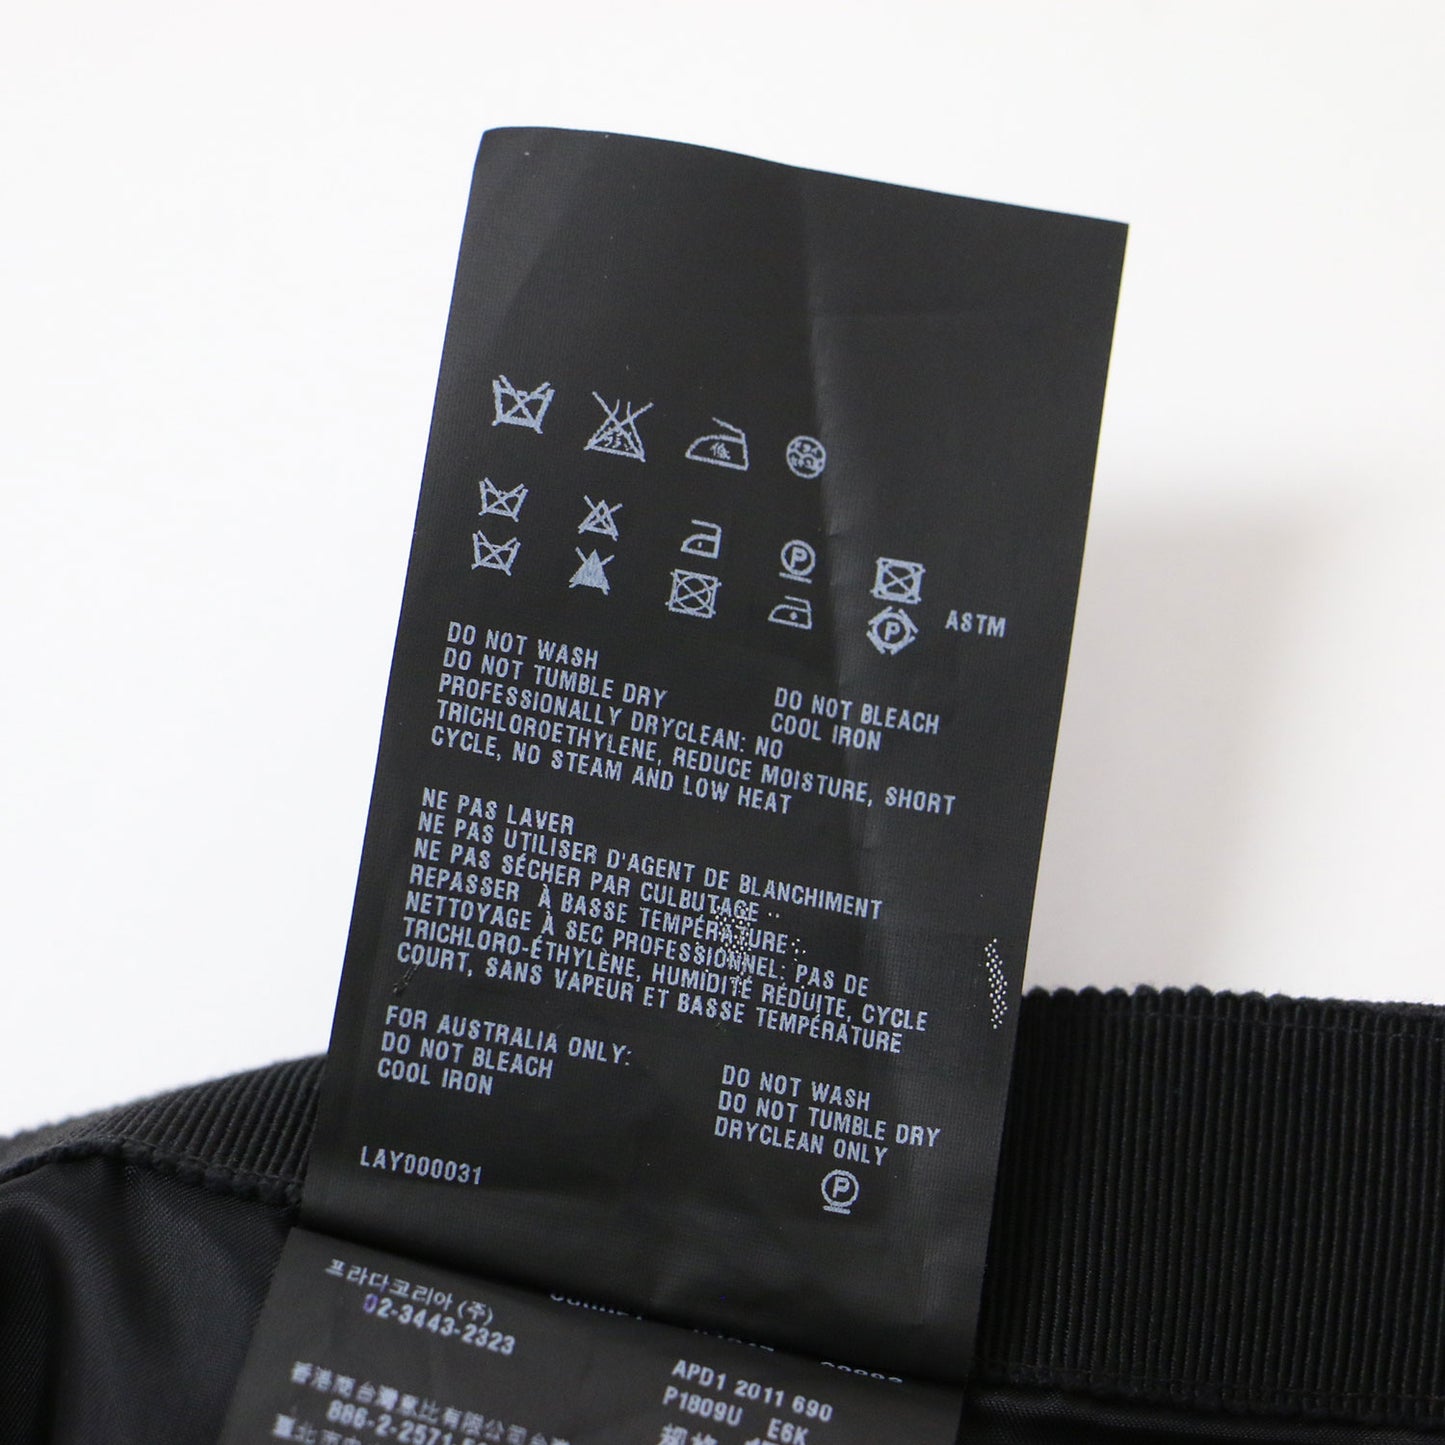 低
P
P
ASTM
DO NOT WASH
DO NOT TUMBLE DRY DO NOT BLEACH
PROFESSIONALLY DRYCLEAN: NO COOL IRON
TRICHLOROETHYLENE, REDUCE MOISTURE, SHORT
CYCLE, NO STEAM AND LOW HEAT
NE PAS LAVER
NE PAS UTILISER D'AGENT DE BLANCHIMENT
NE PAS SÉCHER PAR CULBUTAGE
REPASSER À BASSE TEMPÉRATURE
NETTOYAGE À SEC PROFESSIONNEL: PAS DE
TRICHLORO-ÉTHYLÈNE, HUMIDITÉ RÉDUITE, CYCLE
COURT, SANS VAPEUR ET BASSE TEMPÉRATURE
FOR AUSTRALIA ONLY:
DO NOT BLEACH DO NOT WASH
COOL IRON DO NOT TUMBLE DRY
DRYCLEAN ONLY
LAY000031
P
프라다코리아 (주)
02-3443-2323
APD1 2011 690
P1809U E6K
886-2-2571